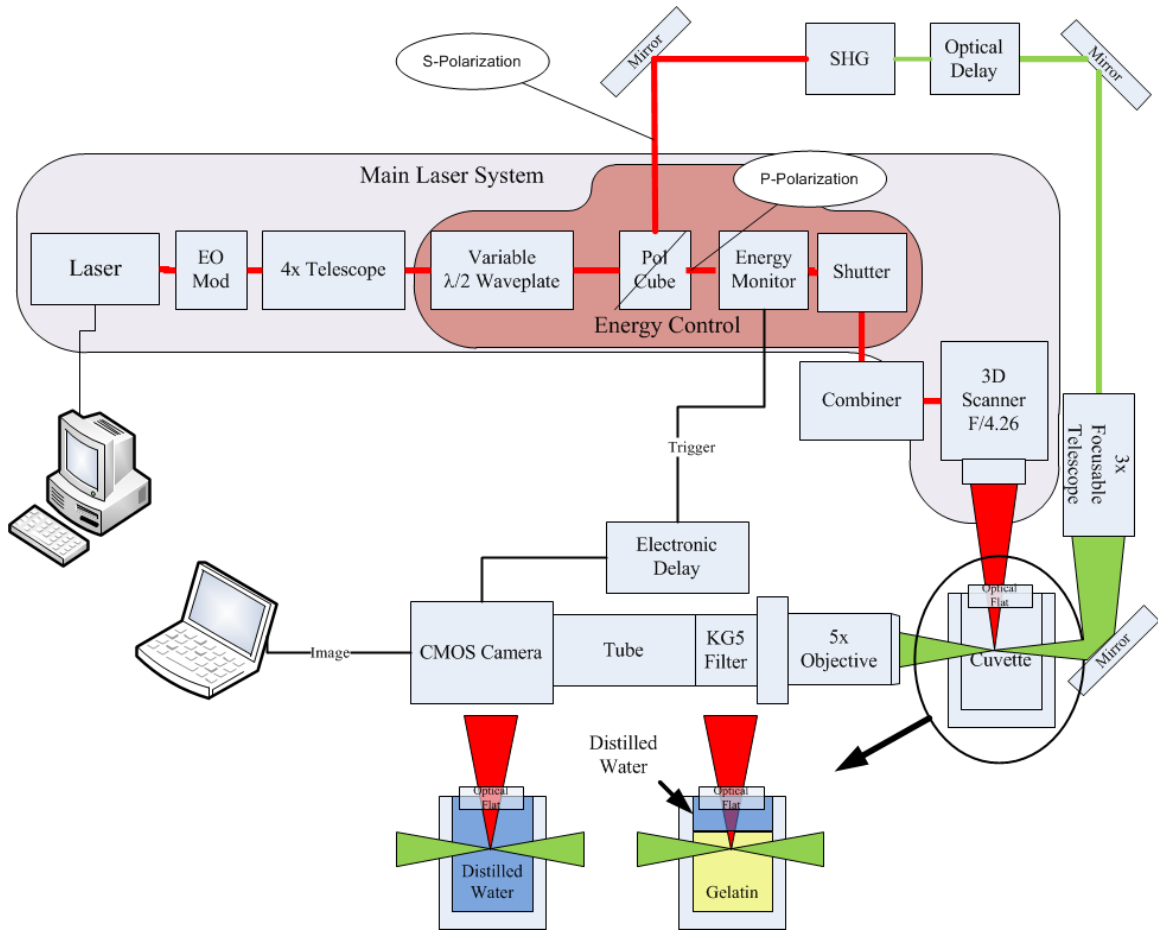 Mirror
SHG
Optical
Delay
Mirror
S-Polarization
Main Laser System
P-Polarization
Laser
EO
Mod
4x Telescope
Variable
λ/2 Waveplate
Pol
Cube
Energy
Monitor
Shutter
Energy Control
Combiner
3D
Scanner
F/4.26
3x
Focusable
Telescope
Trigger
Electronic
Delay
Optical
Flat
CMOS Camera
Tube
KG5
Filter
5x
Objective
Cuvette
Mirror
Image
Distilled
Water
Optical
Flat
Optical
Flat
Distilled
Water
Gelatin